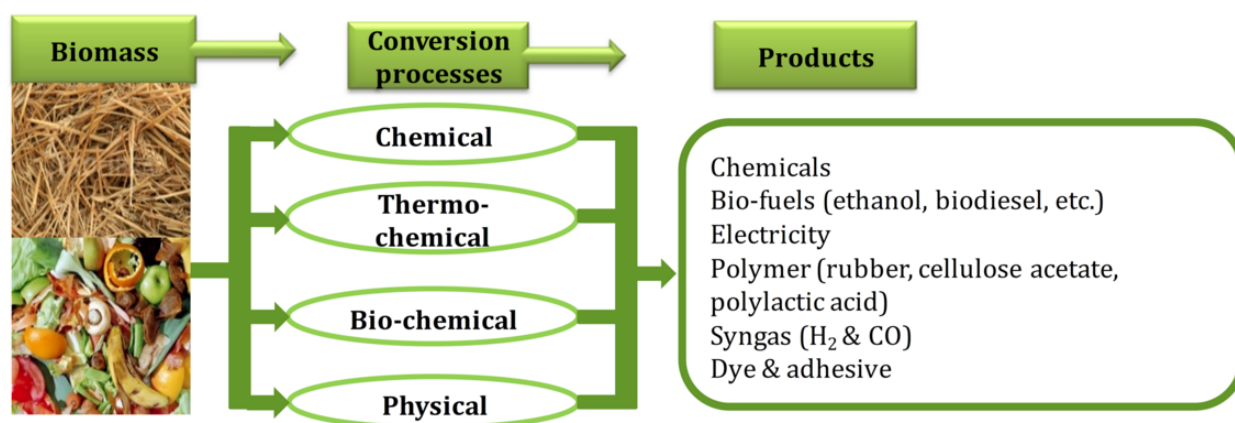 Biomass
Conversion
processes
Products
Chemical
Thermo-
chemical
Bio-chemical
Physical
Chemicals
Bio-fuels (ethanol, biodiesel, etc.)
Electricity
Polymer (rubber, cellulose acetate,
polylactic acid)
Syngas (H₂ & CO)
Dye & adhesive